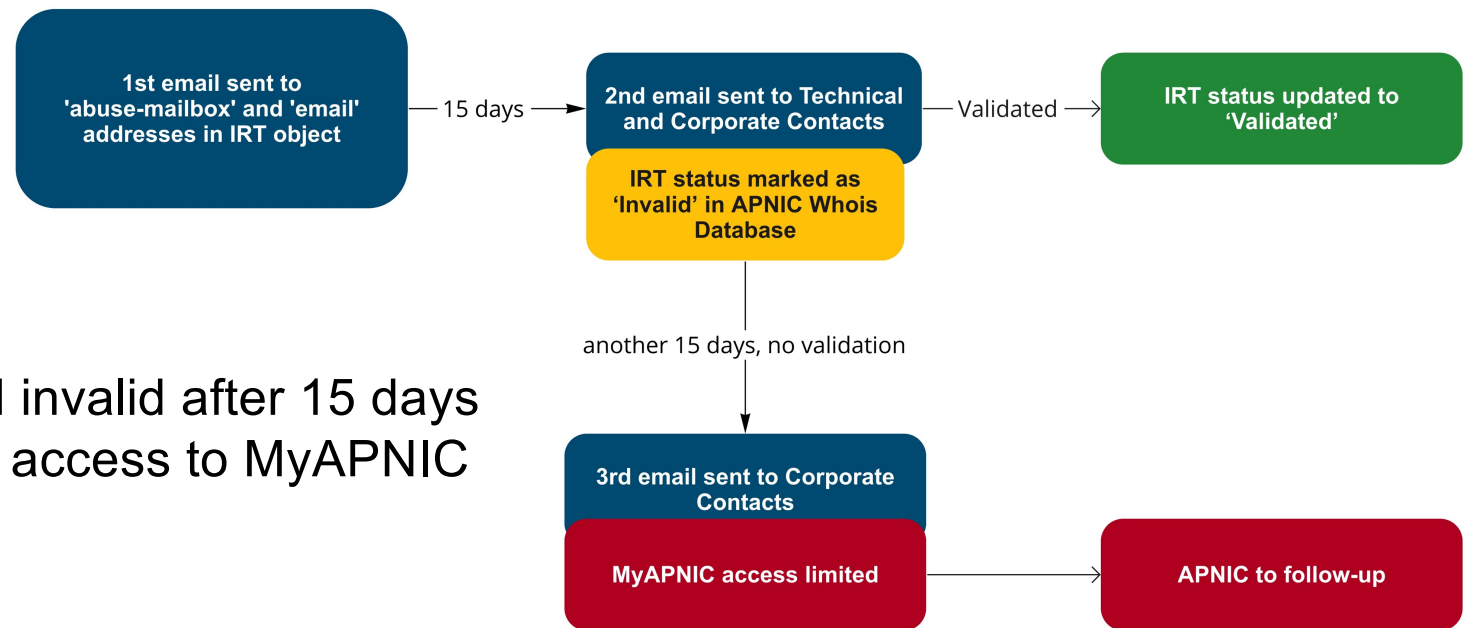 1st email sent to
'abuse-mailbox' and 'email'
addresses in IRT object
15 days
2nd email sent to Technical
and Corporate Contacts
Validated
IRT status updated to
‘Validated’
IRT status marked as
‘Invalid’ in APNIC Whois
Database
another 15 days, no validation
invalid after 15 days
access to MyAPNIC
3rd email sent to Corporate
Contacts
MyAPNIC access limited
APNIC to follow-up